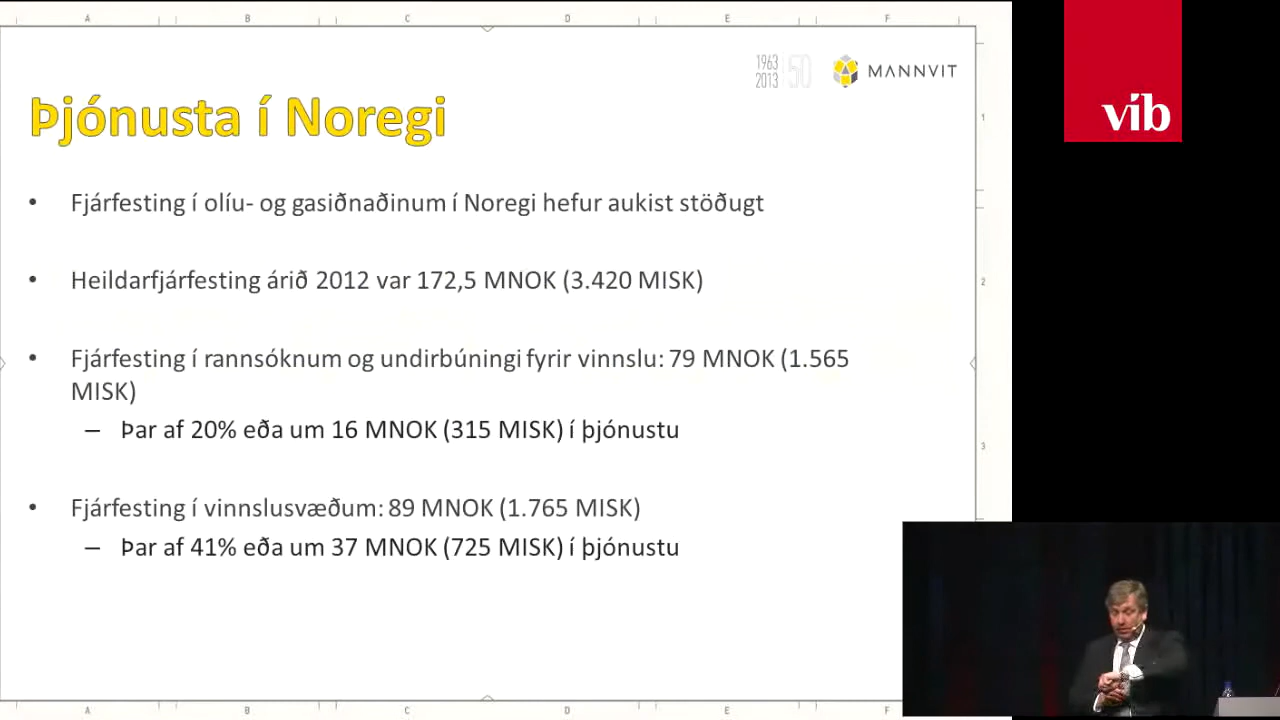 A B C D E F
1963
2013
50
MANNVIT
víb
Þjónusta í Noregi
1
• Fjárfesting í olíu- og gasiðnaðinum í Noregi hefur aukist stöðugt
• Heildarfjárfesting árið 2012 var 172,5 MNOK (3.420 MISK)
2
• Fjárfesting í rannsóknum og undirbúningi fyrir vinnslu: 79 MNOK (1.565
MISK)
– Þar af 20% eða um 16 MNOK (315 MISK) í þjónustu
3
• Fjárfesting í vinnslusvæðum: 89 MNOK (1.765 MISK)
– Þar af 41% eða um 37 MNOK (725 MISK) í þjónustu
A B C D E F